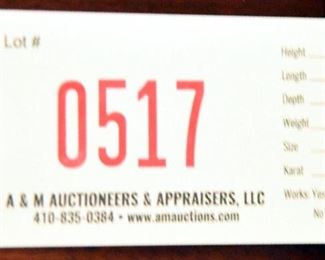 Lot #
0517
A & M AUCTIONEERS & APPRAISERS, LLC
410-835-0384 • www.amauctions.com
Height
Length
Depth
Weight
Size
Karat
Works: Yes
No